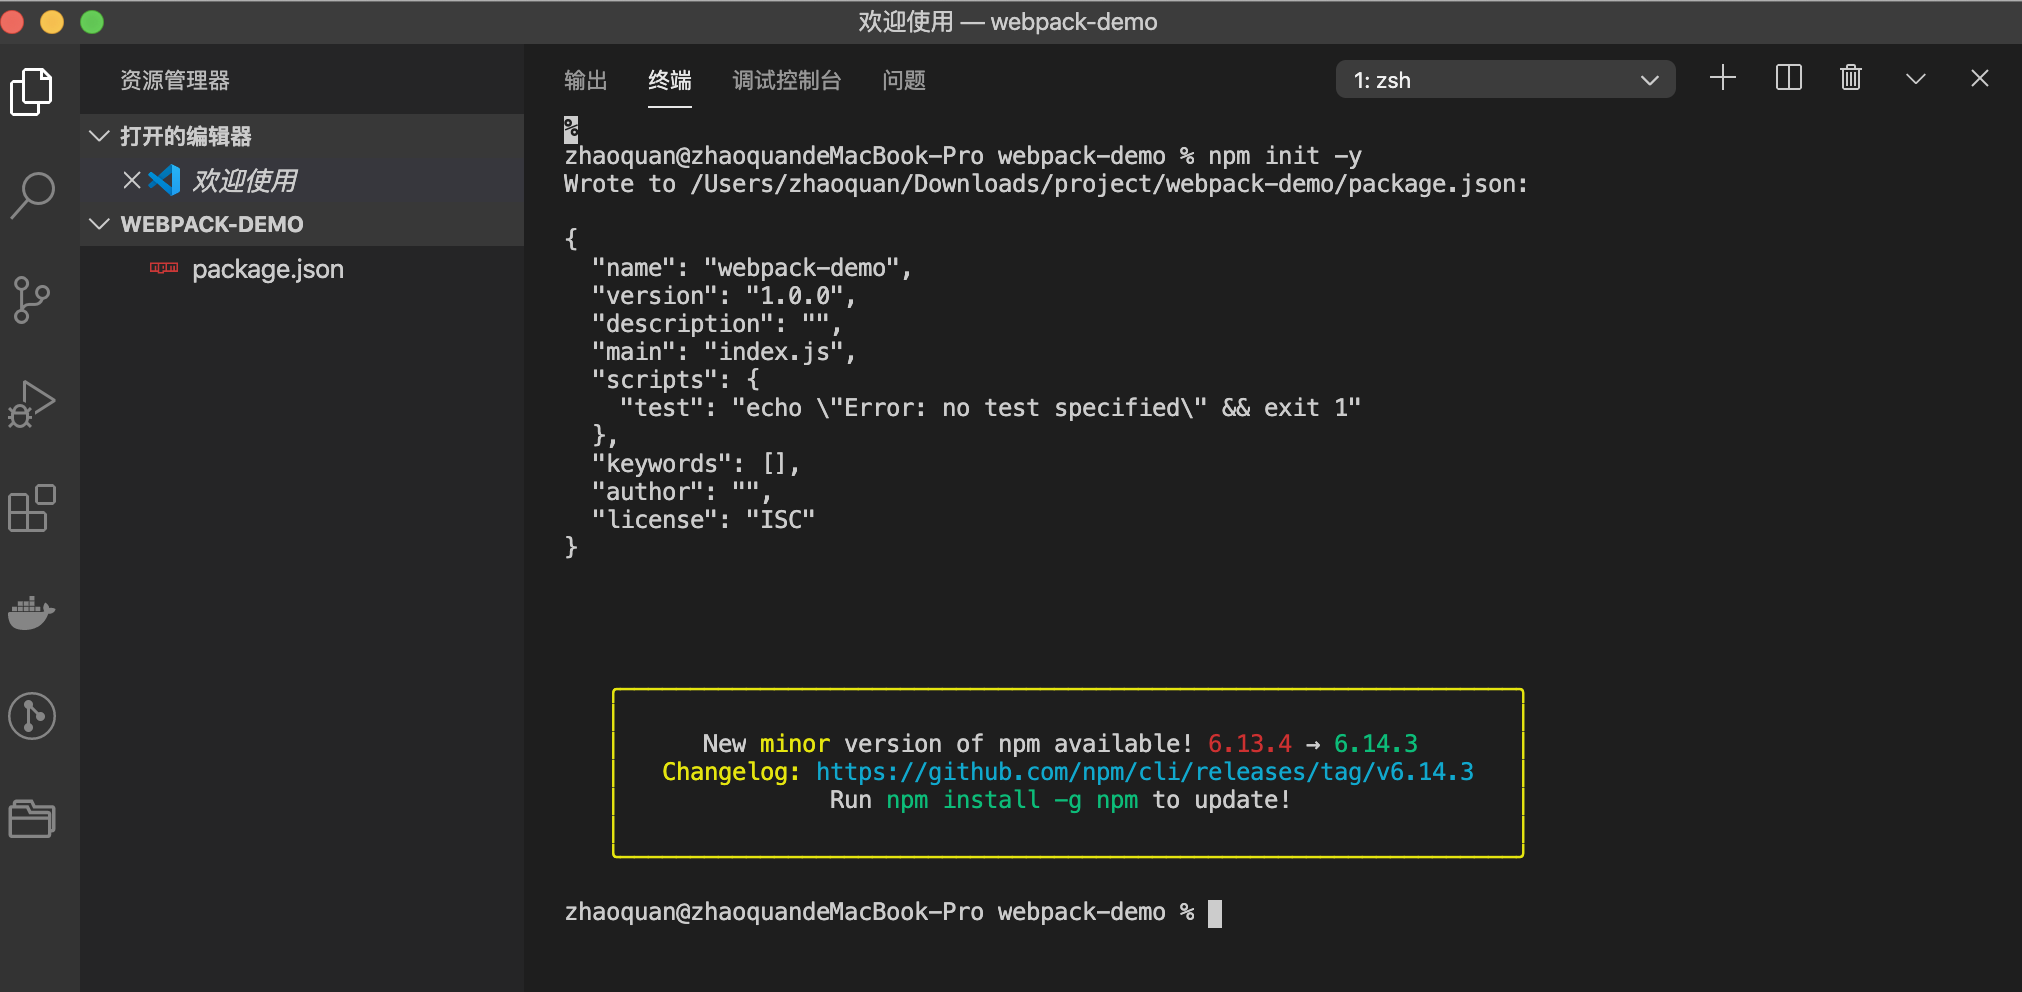 欢迎使用 — webpack-demo
资源管理器
打开的编辑器
欢迎使用
WEBPACK-DEMO
package.json
输出 终端 调试控制台 问题 1: zsh
%
zhaoquan@zhaoquandeMacBook-Pro webpack-demo % npm init -y
Wrote to /Users/zhaoquan/Downloads/project/webpack-demo/package.json:
{
  "name": "webpack-demo",
  "version": "1.0.0",
  "description": "",
  "main": "index.js",
  "scripts": {
    "test": "echo \"Error: no test specified\" && exit 1"
  },
  "keywords": [],
  "author": "",
  "license": "ISC"
}
New minor version of npm available! 6.13.4 → 6.14.3
Changelog: https://github.com/npm/cli/releases/tag/v6.14.3
Run npm install -g npm to update!
zhaoquan@zhaoquandeMacBook-Pro webpack-demo %